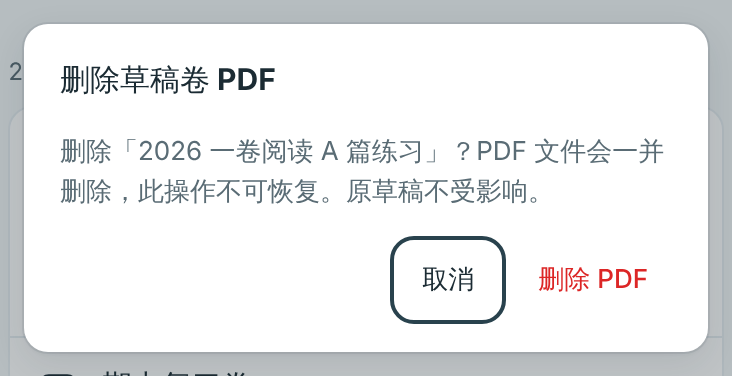 2
删除草稿卷 PDF
删除「2026 一卷阅读 A 篇练习」？PDF 文件会一并
删除，此操作不可恢复。原草稿不受影响。
取消
删除 PDF